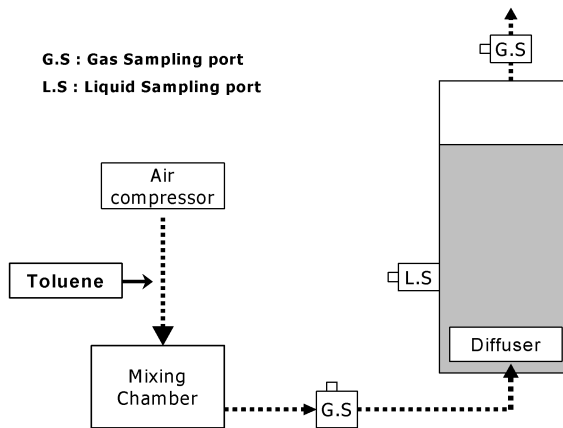 G.S
G.S : Gas Sampling port
L.S : Liquid Sampling port
Air
compressor
Toluene
L.S
Diffuser
Mixing
Chamber
G.S